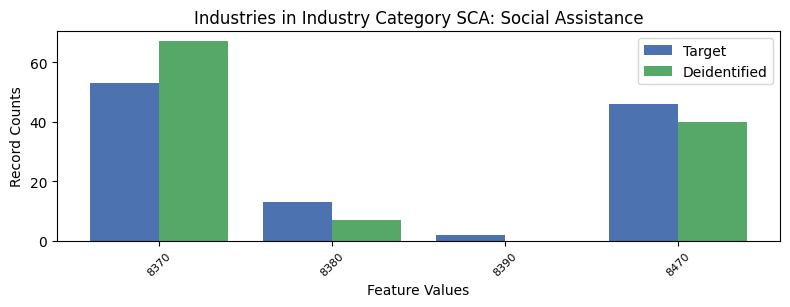 Industries in Industry Category SCA: Social Assistance
Record Counts
60
40
20
0
Target
Deidentified
8370
8380
8390
8470
Feature Values